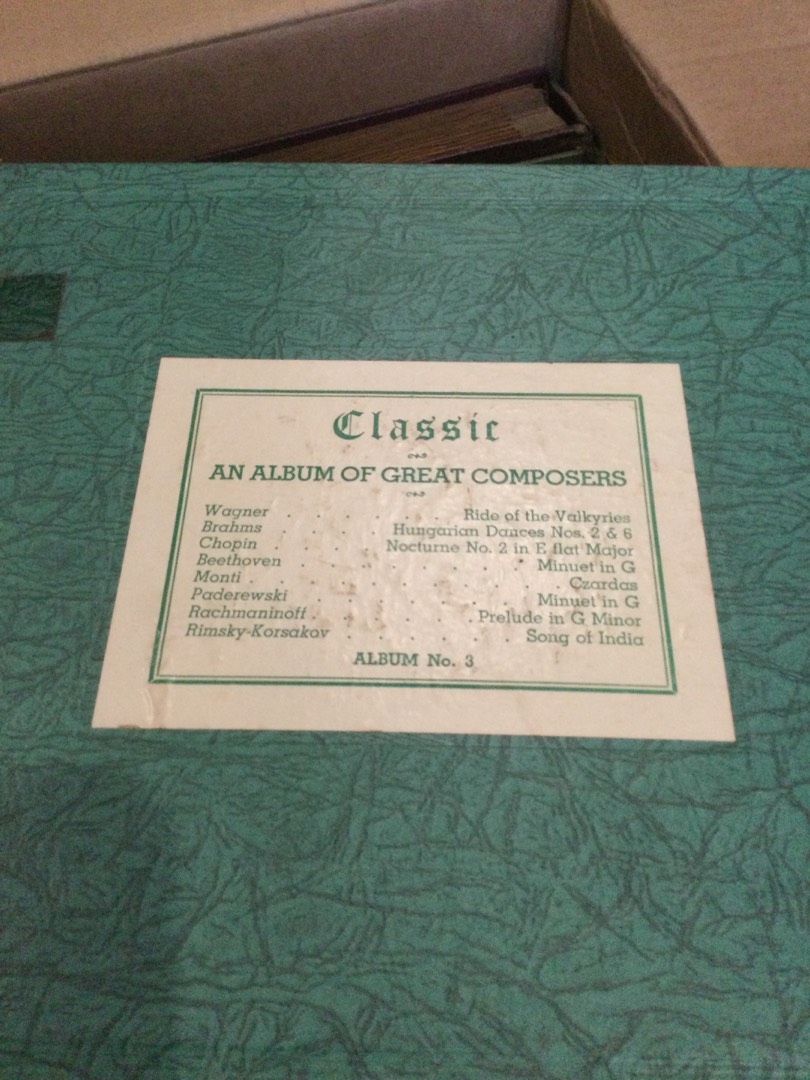 Classic
AN ALBUM OF GREAT COMPOSERS
Wagner . . . . . . Ride of the Valkyries
Brahms . . . . Hungarian Dances Nos. 2 & 6
Chopin . . . . Nocturne No. 2 in E flat Major
Beethoven . . . . . . . Minuet in G
Monti . . . . . . . . . Czardas
Paderewski . . . . . . Minuet in G
Rachmaninoff . . . . . . Prelude in G Minor
Rimsky-Korsakov . . . . . . Song of India
ALBUM No. 3